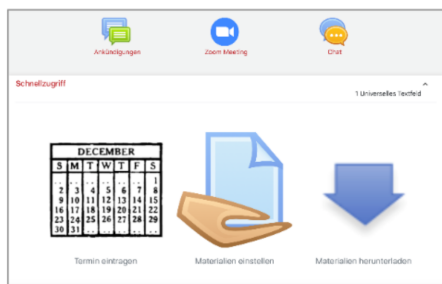 Ankündigungen Zoom Meeting Chat
Schnellzugriff
1 Universelles Textfeld
DECEMBER
S M T W T F S
1
2 3 4 5 6 7 8
9 10 11 12 13 14 15
16 17 18 19 20 21 22
23 24 25 26 27 28 29
30 31
Termin eintragen Materialien einstellen Materialien herunterladen